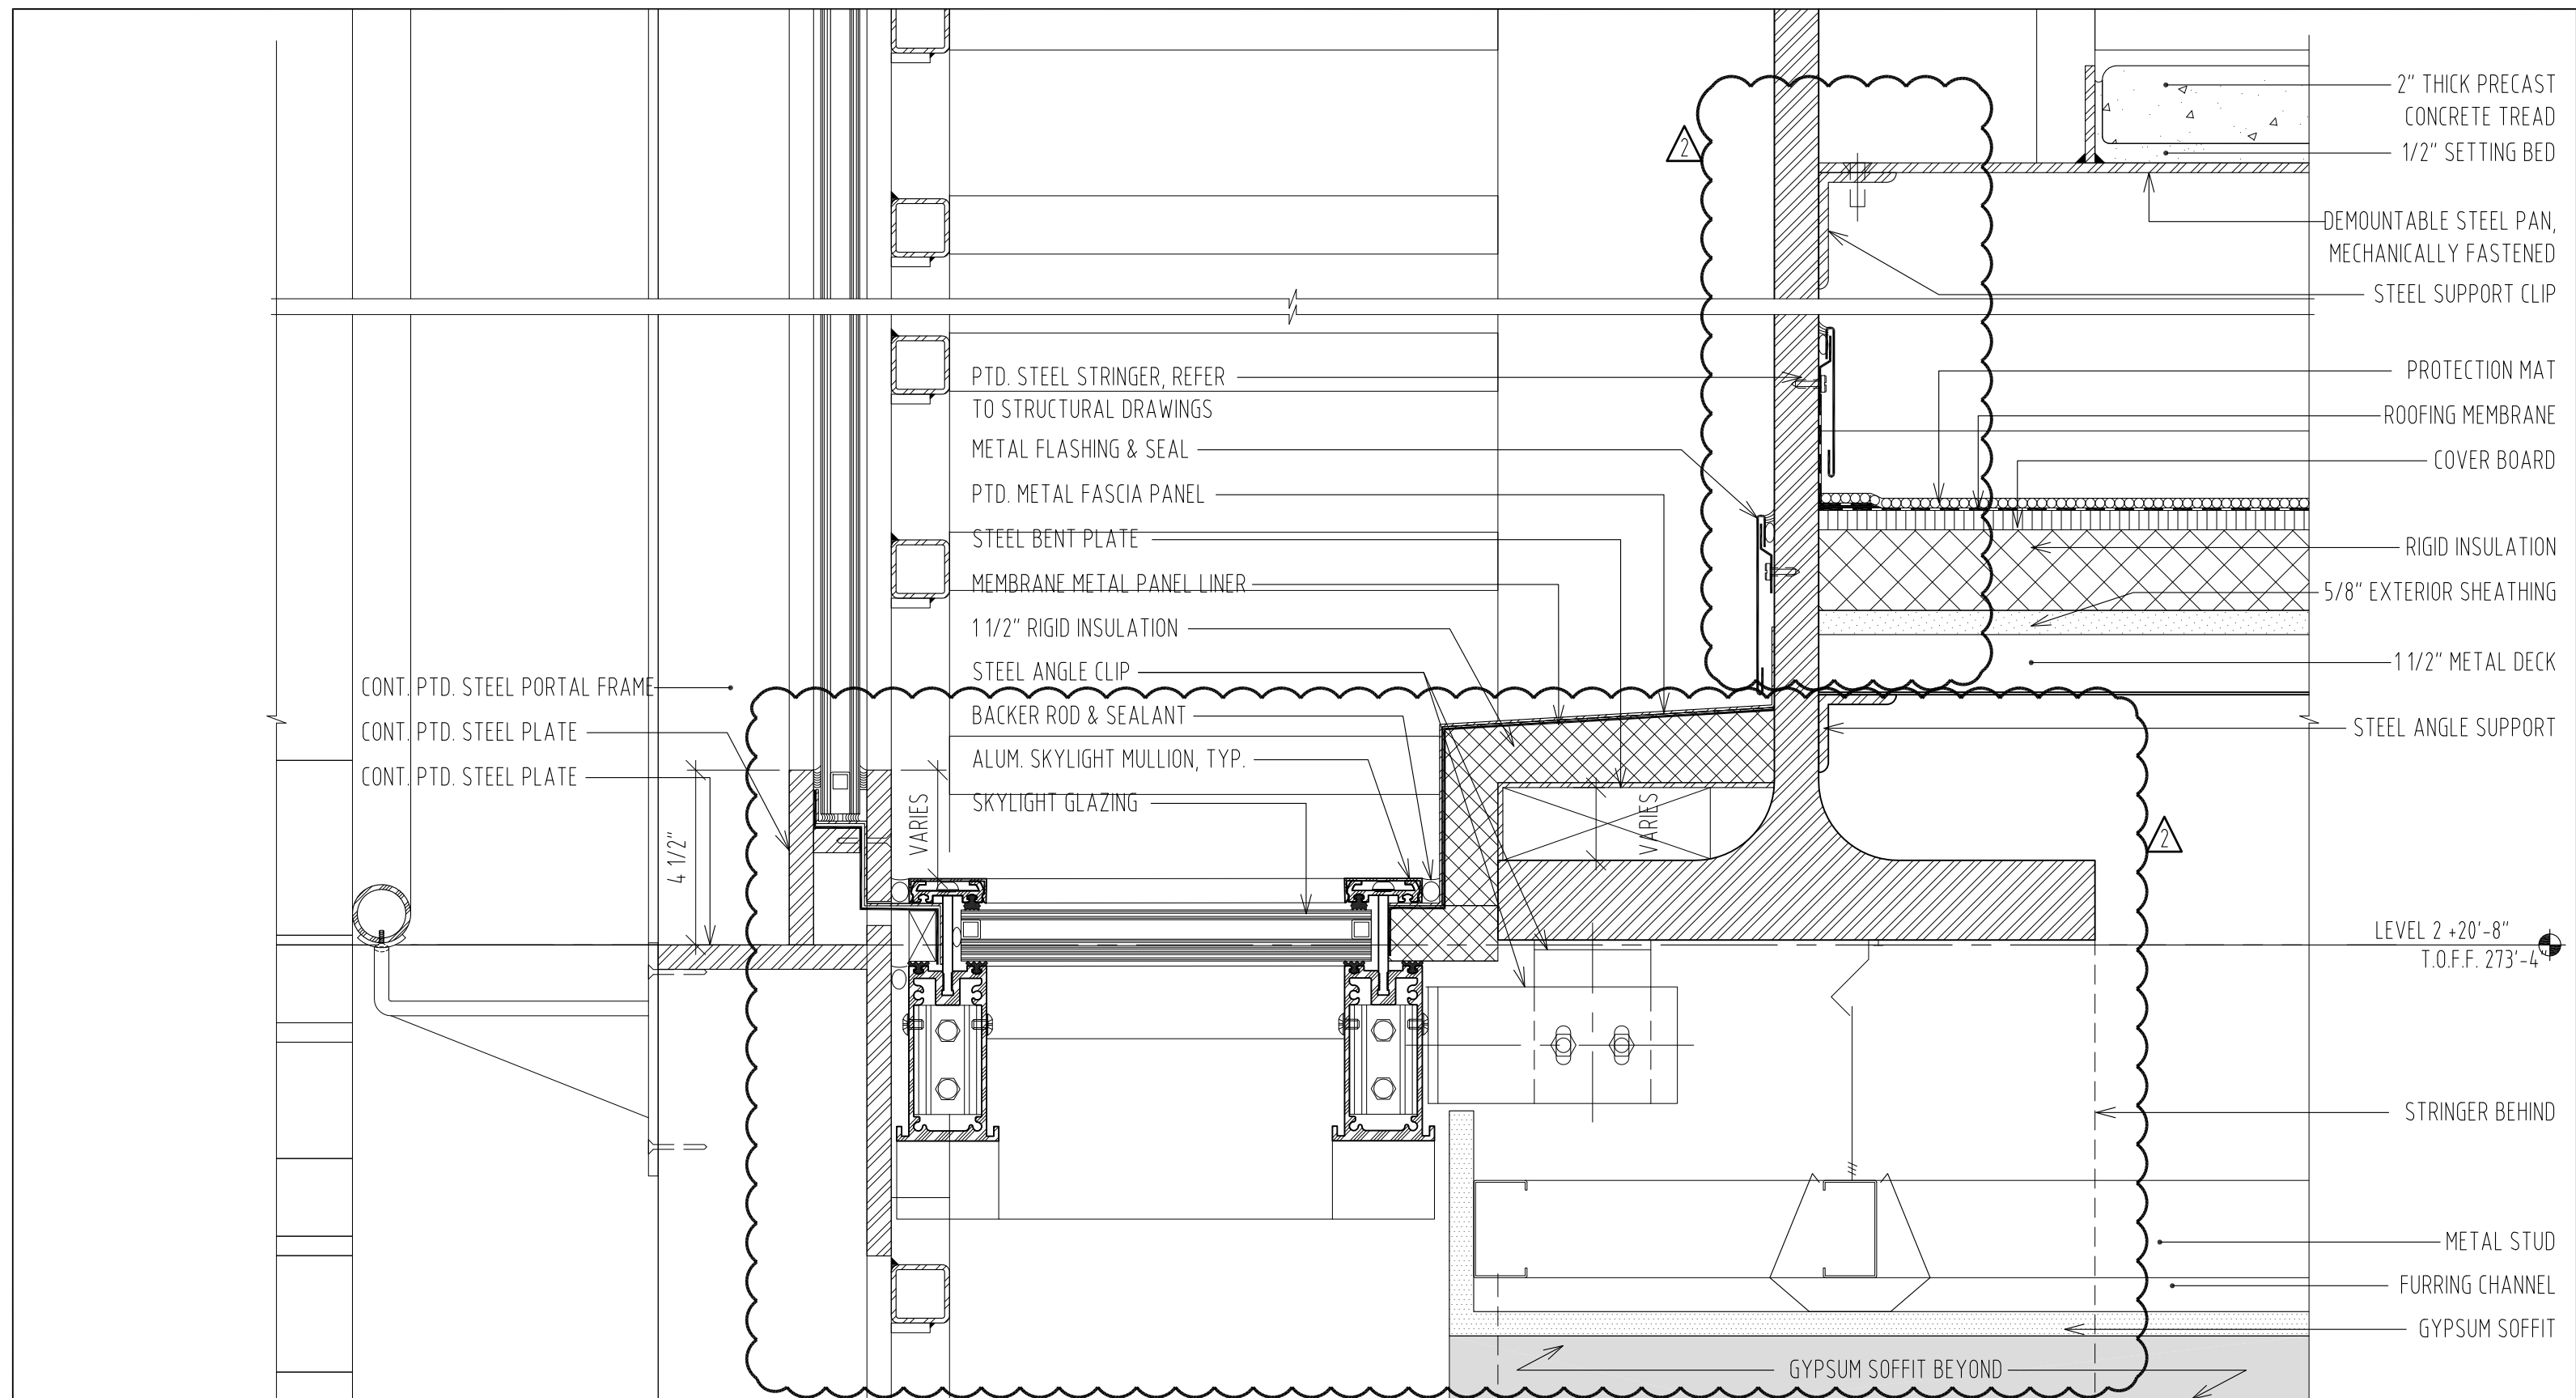 2" THICK PRECAST
CONCRETE TREAD
1/2" SETTING BED
DEMOUNTABLE STEEL PAN,
MECHANICALLY FASTENED
STEEL SUPPORT CLIP
PROTECTION MAT
ROOFING MEMBRANE
COVER BOARD
RIGID INSULATION
5/8" EXTERIOR SHEATHING
1 1/2" METAL DECK
STEEL ANGLE SUPPORT
2
PTD. STEEL STRINGER, REFER
TO STRUCTURAL DRAWINGS
METAL FLASHING & SEAL
PTD. METAL FASCIA PANEL
STEEL BENT PLATE
MEMBRANE METAL PANEL LINER
1 1/2" RIGID INSULATION
STEEL ANGLE CLIP
BACKER ROD & SEALANT
ALUM. SKYLIGHT MULLION, TYP.
SKYLIGHT GLAZING
CONT. PTD. STEEL PORTAL FRAME
CONT. PTD. STEEL PLATE
CONT. PTD. STEEL PLATE
4 1/2"
VARIES
VARIES
2
LEVEL 2 +20'-8"
T.O.F.F. 273'-4"
STRINGER BEHIND
METAL STUD
FURRING CHANNEL
GYPSUM SOFFIT
GYPSUM SOFFIT BEYOND